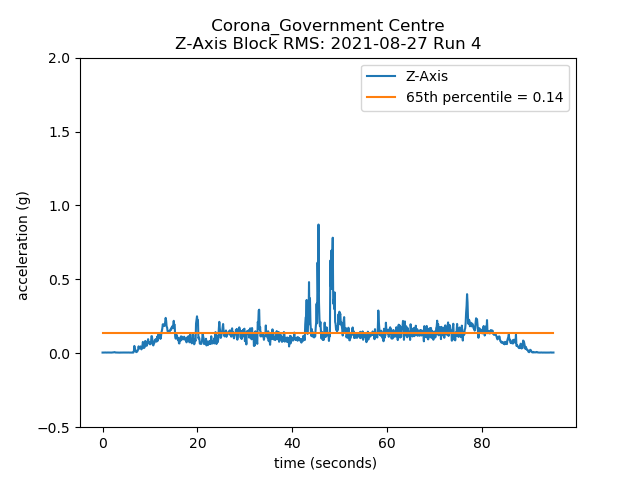 Corona_Government Centre
Z-Axis Block RMS: 2021-08-27 Run 4
2.0
1.5
1.0
0.5
0.0
−0.5
acceleration (g)
Z-Axis
65th percentile = 0.14
0 20 40 60 80
time (seconds)